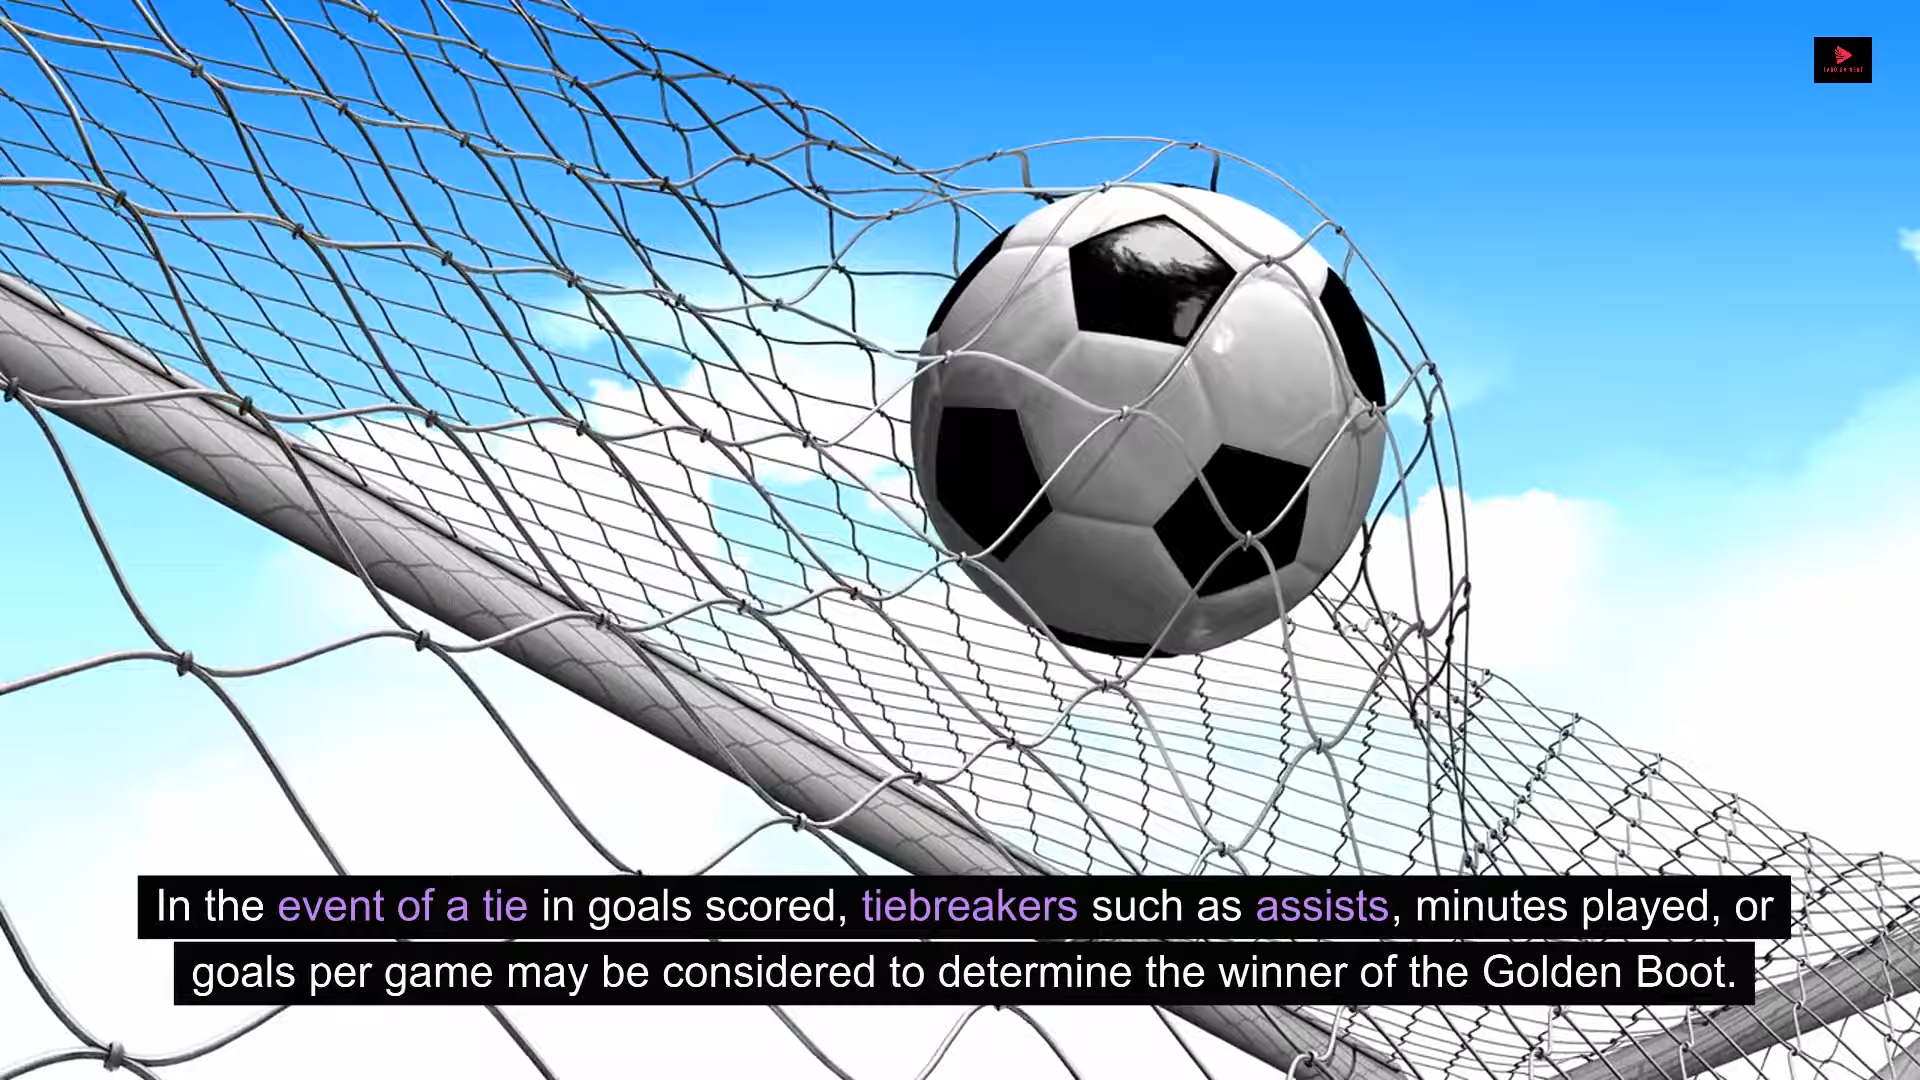 In the event of a tie in goals scored, tiebreakers such as assists, minutes played, or
goals per game may be considered to determine the winner of the Golden Boot.